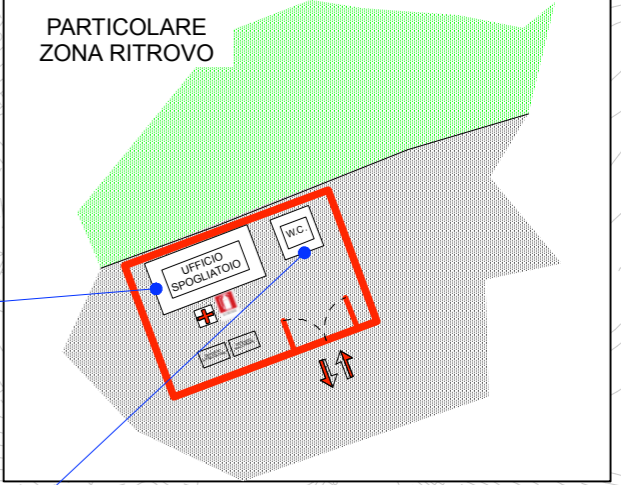 PARTICOLARE
ZONA RITROVO
W.C.
UFFICIO
SPOGLIATOIO